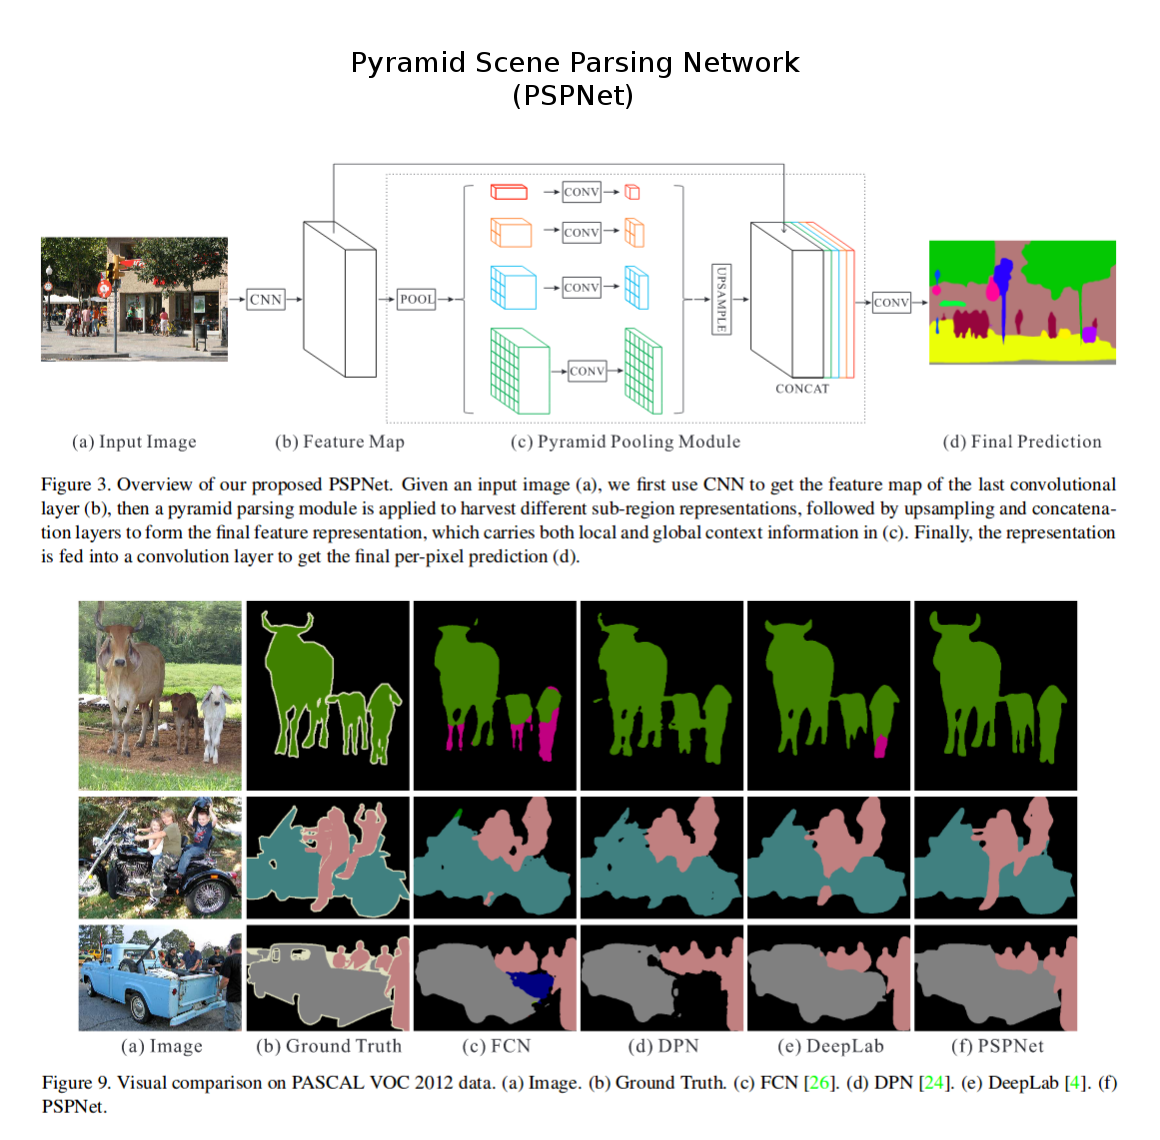 Pyramid Scene Parsing Network
(PSPNet)
CNN
POOL
CONV
CONV
CONV
CONV
UPSAMPLE
CONCAT
CONV
(a) Input Image
(b) Feature Map
(c) Pyramid Pooling Module
(d) Final Prediction
Figure 3. Overview of our proposed PSPNet. Given an input image (a), we first use CNN to get the feature map of the last convolutional
layer (b), then a pyramid parsing module is applied to harvest different sub-region representations, followed by upsampling and concatena-
tion layers to form the final feature representation, which carries both local and global context information in (c). Finally, the representation
is fed into a convolution layer to get the final per-pixel prediction (d).
(a) Image
(b) Ground Truth
(c) FCN
(d) DPN
(e) DeepLab
(f) PSPNet
Figure 9. Visual comparison on PASCAL VOC 2012 data. (a) Image. (b) Ground Truth. (c) FCN [26]. (d) DPN [24]. (e) DeepLab [4]. (f)
PSPNet.